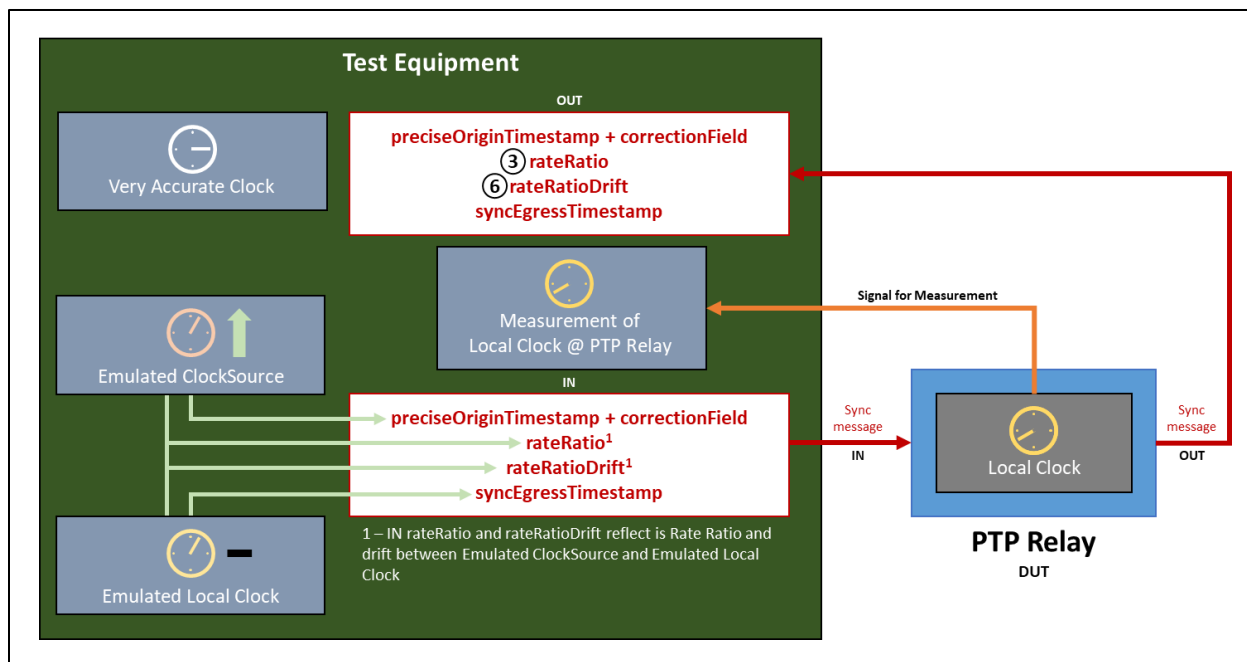 Test Equipment
OUT
preciseOriginTimestamp + correctionField
3 rateRatio
6 rateRatioDrift
syncEgressTimestamp
Very Accurate Clock
Measurement of
Local Clock @ PTP Relay
Signal for Measurement
Emulated ClockSource
IN
preciseOriginTimestamp + correctionField
rateRatio¹
rateRatioDrift¹
syncEgressTimestamp
Sync
message
IN
Local Clock
Sync
message
OUT
PTP Relay
DUT
1 – IN rateRatio and rateRatioDrift reflect is Rate Ratio and
drift between Emulated ClockSource and Emulated Local
Clock
Emulated Local Clock